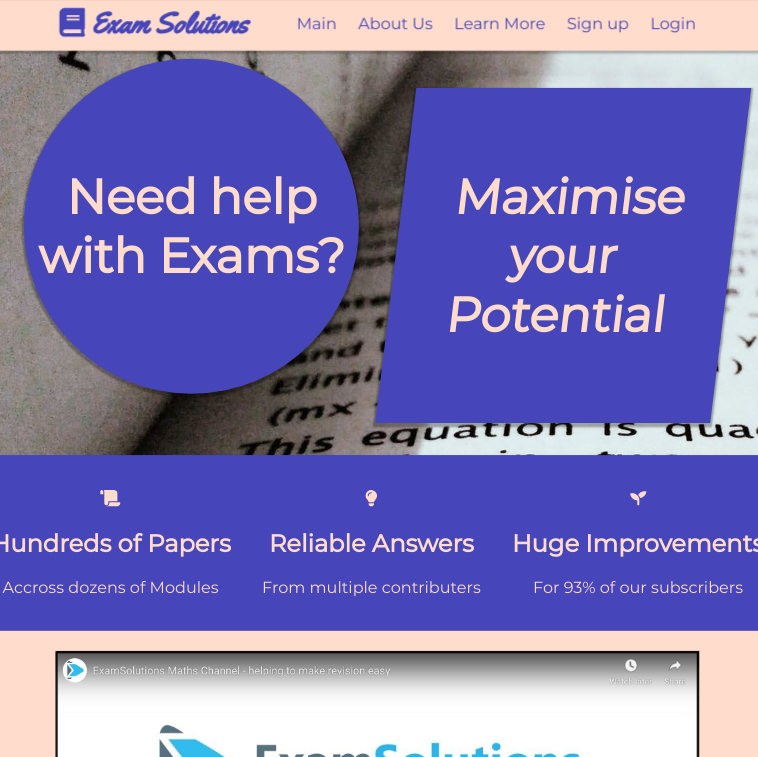 Exam Solutions
Main About Us Learn More Sign up Login
Need help
with Exams?
Maximise
your
Potential
and
(mx
This equation is
Hundreds of Papers
Accross dozens of Modules
Reliable Answers
From multiple contributers
Huge Improvements
For 93% of our subscribers
ExamSolutions Maths Channel - helping to make revision easy
Watch later Share
ExamSolutions